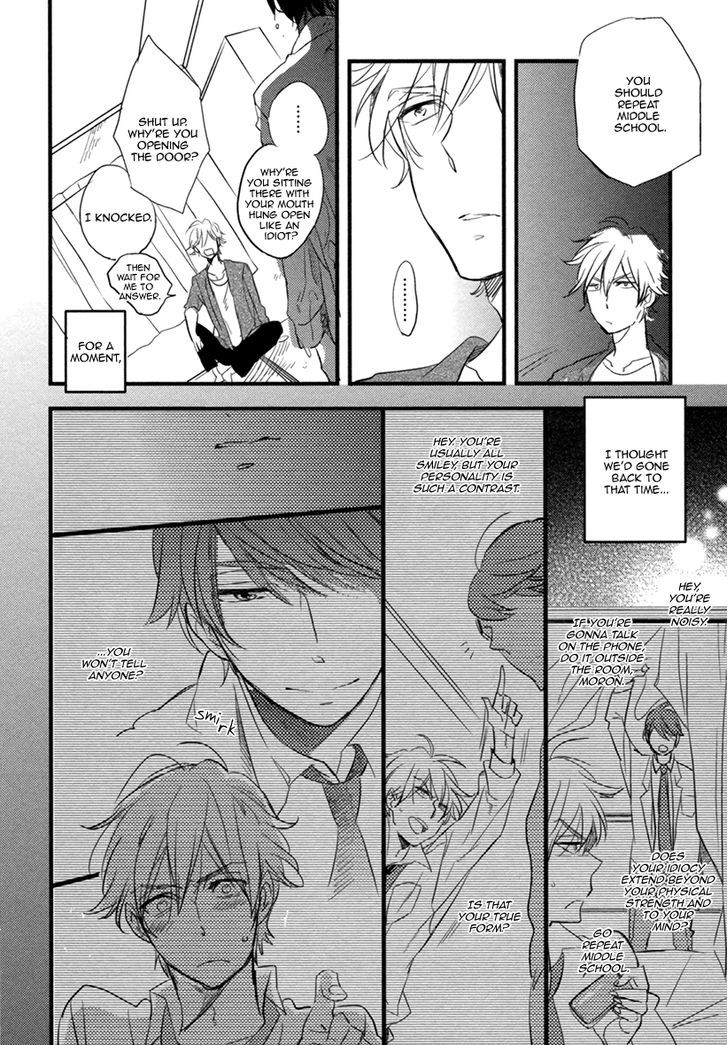 YOU
SHOULD
REPEAT
MIDDLE
SCHOOL.
......
......
WHY'RE
YOU SITTING
THERE WITH
YOUR MOUTH
HUNG OPEN
LIKE AN
IDIOT?
SHUT UP.
WHY'RE YOU
OPENING
THE DOOR?
I KNOCKED.
THEN
WAIT FOR
ME TO
ANSWER.
FOR A
MOMENT,
I THOUGHT
WE'D GONE
BACK TO
THAT TIME...
HEY,
YOU'RE
REALLY
NOISY.
IF YOU'RE
GONNA TALK
ON THE PHONE,
DO IT OUTSIDE
THE ROOM,
MORON.
DOES
YOUR IDIOCY
EXTEND BEYOND
YOUR PHYSICAL
STRENGTH AND
TO YOUR
MIND?
GO
REPEAT
MIDDLE
SCHOOL.
HEY, YOU'RE
USUALLY ALL
SMILEY, BUT YOUR
PERSONALITY IS
SUCH A CONTRAST.
IS THAT
YOUR TRUE
FORM?
...YOU
WON'T TELL
ANYONE?
smirk